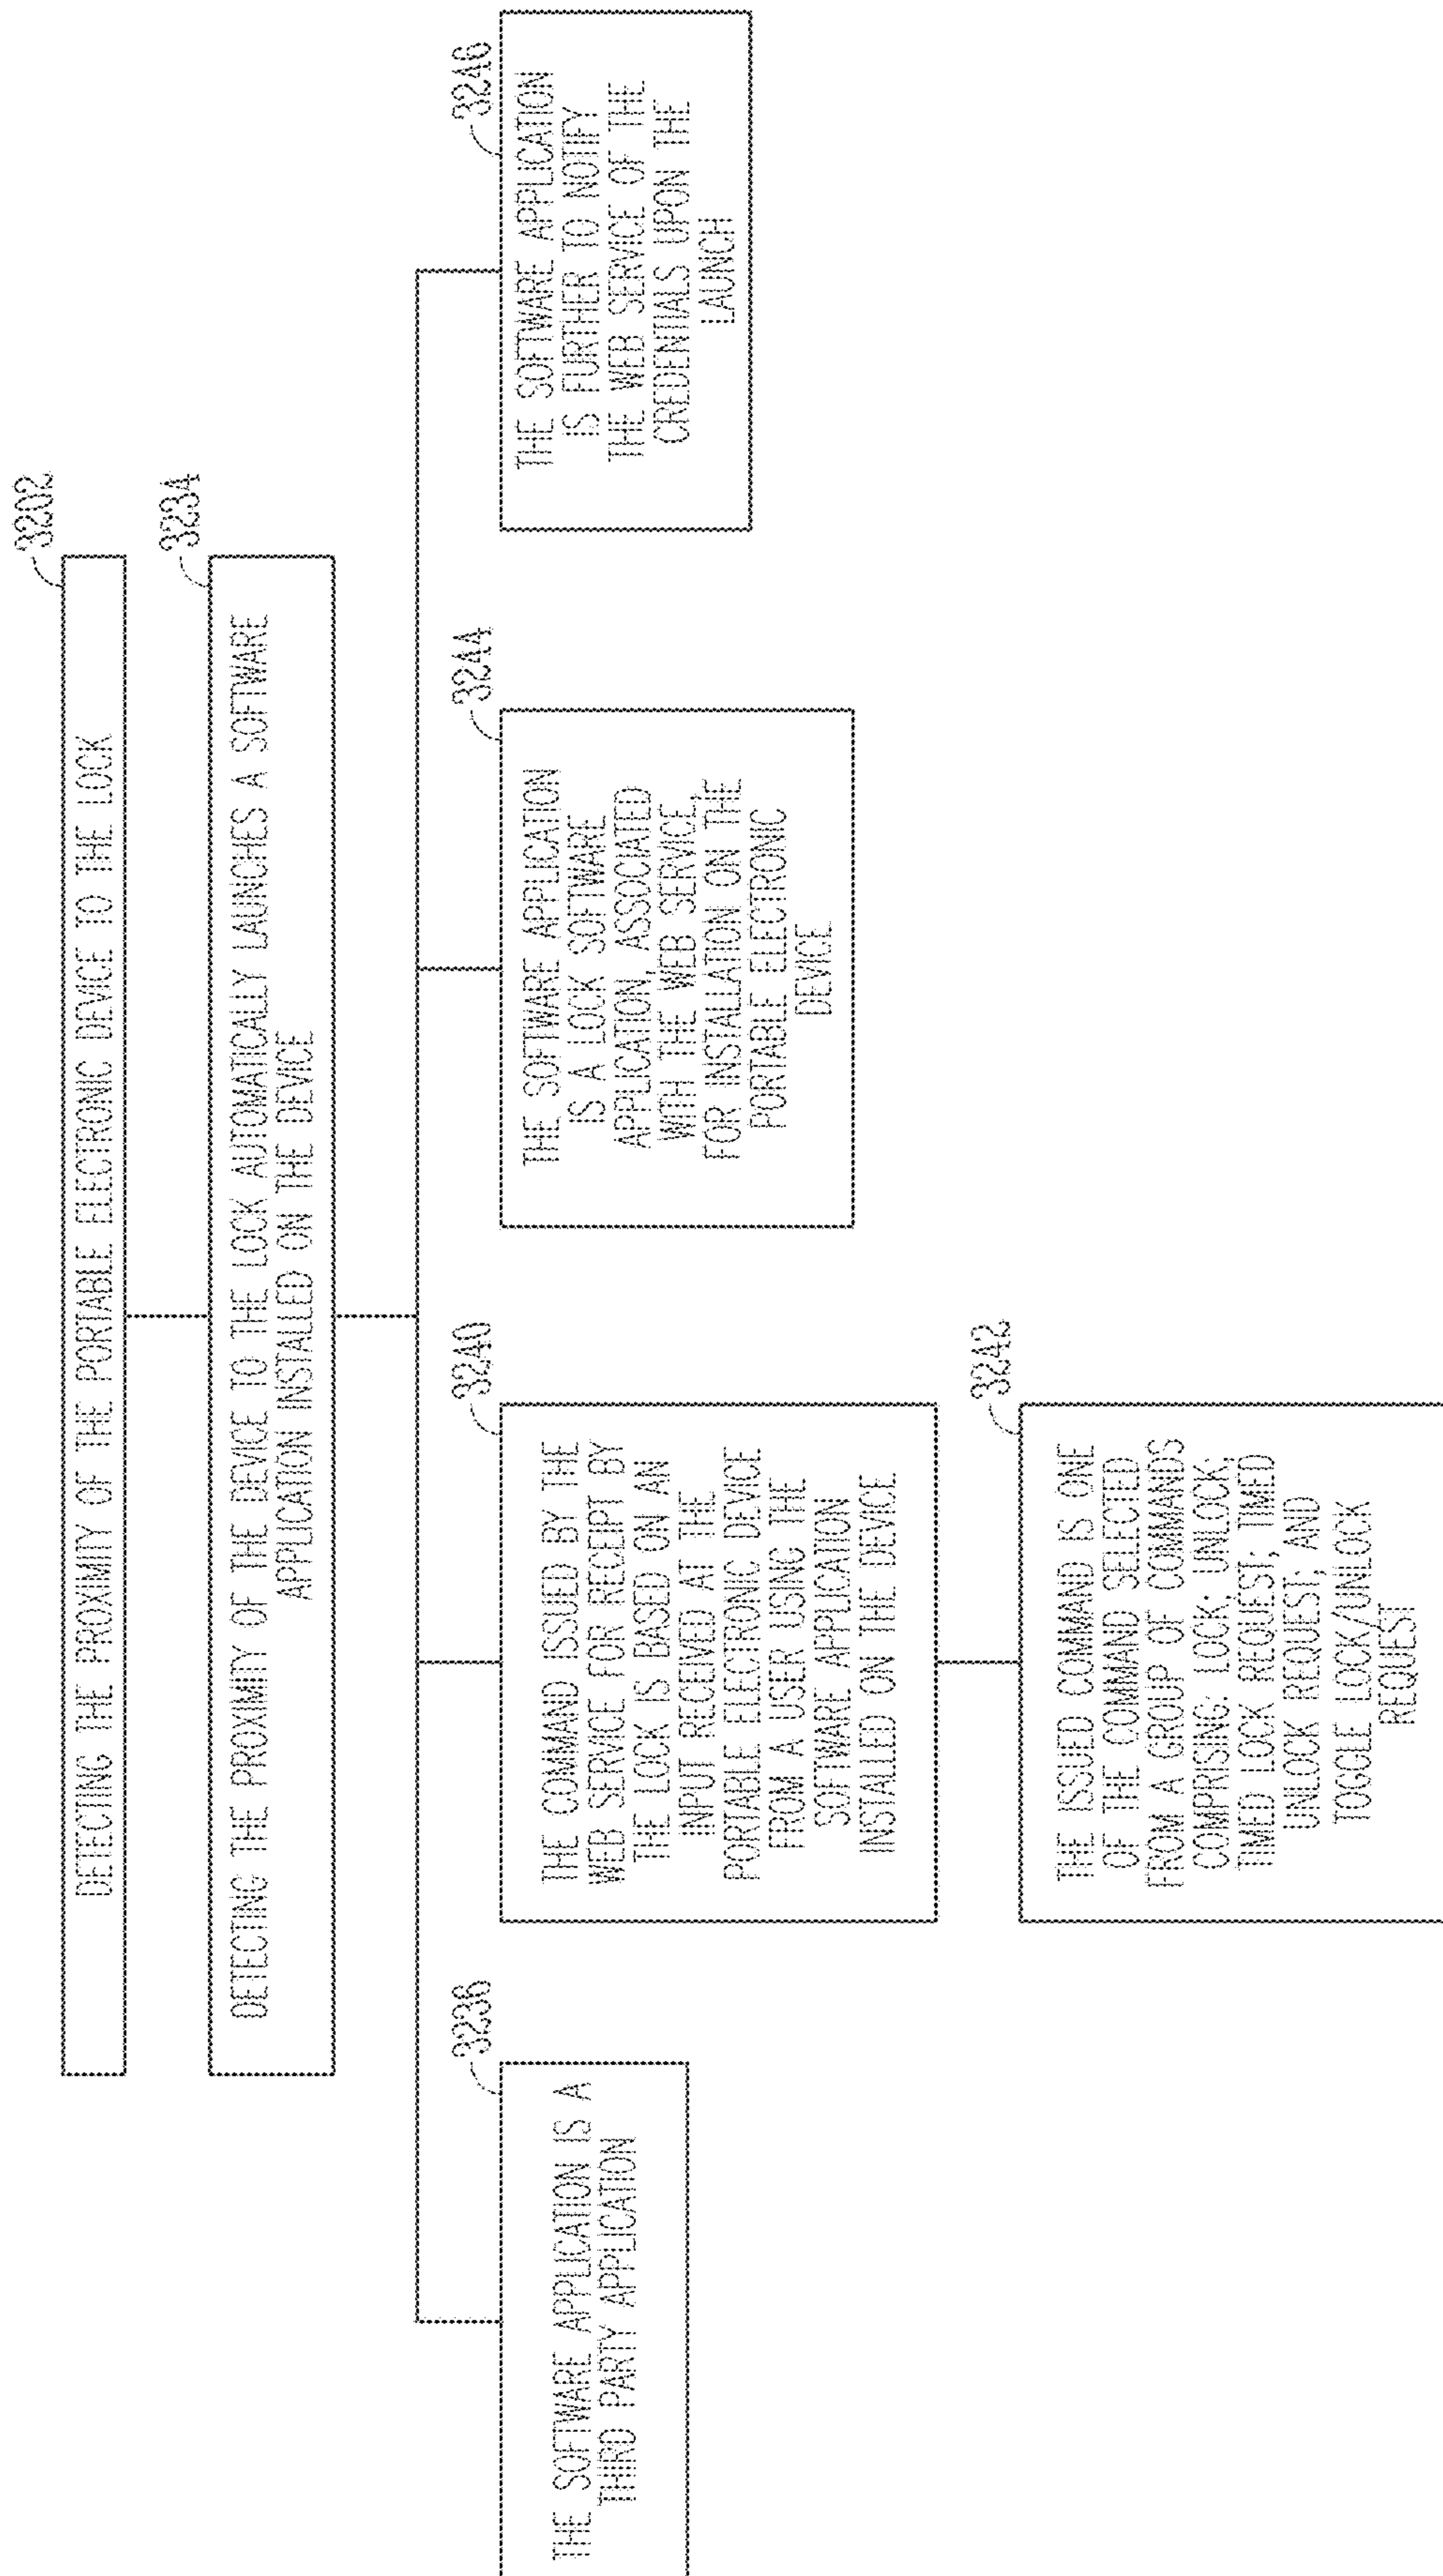 3202
DETECTING THE PROXIMITY OF THE PORTABLE ELECTRONIC DEVICE TO THE LOCK
3234
DETECTING THE PROXIMITY OF THE DEVICE TO THE LOCK AUTOMATICALLY LAUNCHES A SOFTWARE
APPLICATION INSTALLED ON THE DEVICE
3236
THE SOFTWARE APPLICATION IS A
THIRD PARTY APPLICATION
3240
THE COMMAND ISSUED BY THE
WEB SERVICE FOR RECEIPT BY
THE LOCK IS BASED ON AN
INPUT RECEIVED AT THE
PORTABLE ELECTRONIC DEVICE
FROM A USER USING THE
SOFTWARE APPLICATION
INSTALLED ON THE DEVICE
3242
THE ISSUED COMMAND IS ONE
OF THE COMMAND SELECTED
FROM A GROUP OF COMMANDS
COMPRISING: LOCK; UNLOCK;
TIMED LOCK REQUEST; TIMED
UNLOCK REQUEST; AND
TOGGLE LOCK/UNLOCK
REQUEST
3244
THE SOFTWARE APPLICATION
IS A LOCK SOFTWARE
APPLICATION, ASSOCIATED
WITH THE WEB SERVICE,
FOR INSTALLATION ON THE
PORTABLE ELECTRONIC
DEVICE
3246
THE SOFTWARE APPLICATION
IS FURTHER TO NOTIFY
THE WEB SERVICE OF THE
CREDENTIALS UPON THE
LAUNCH